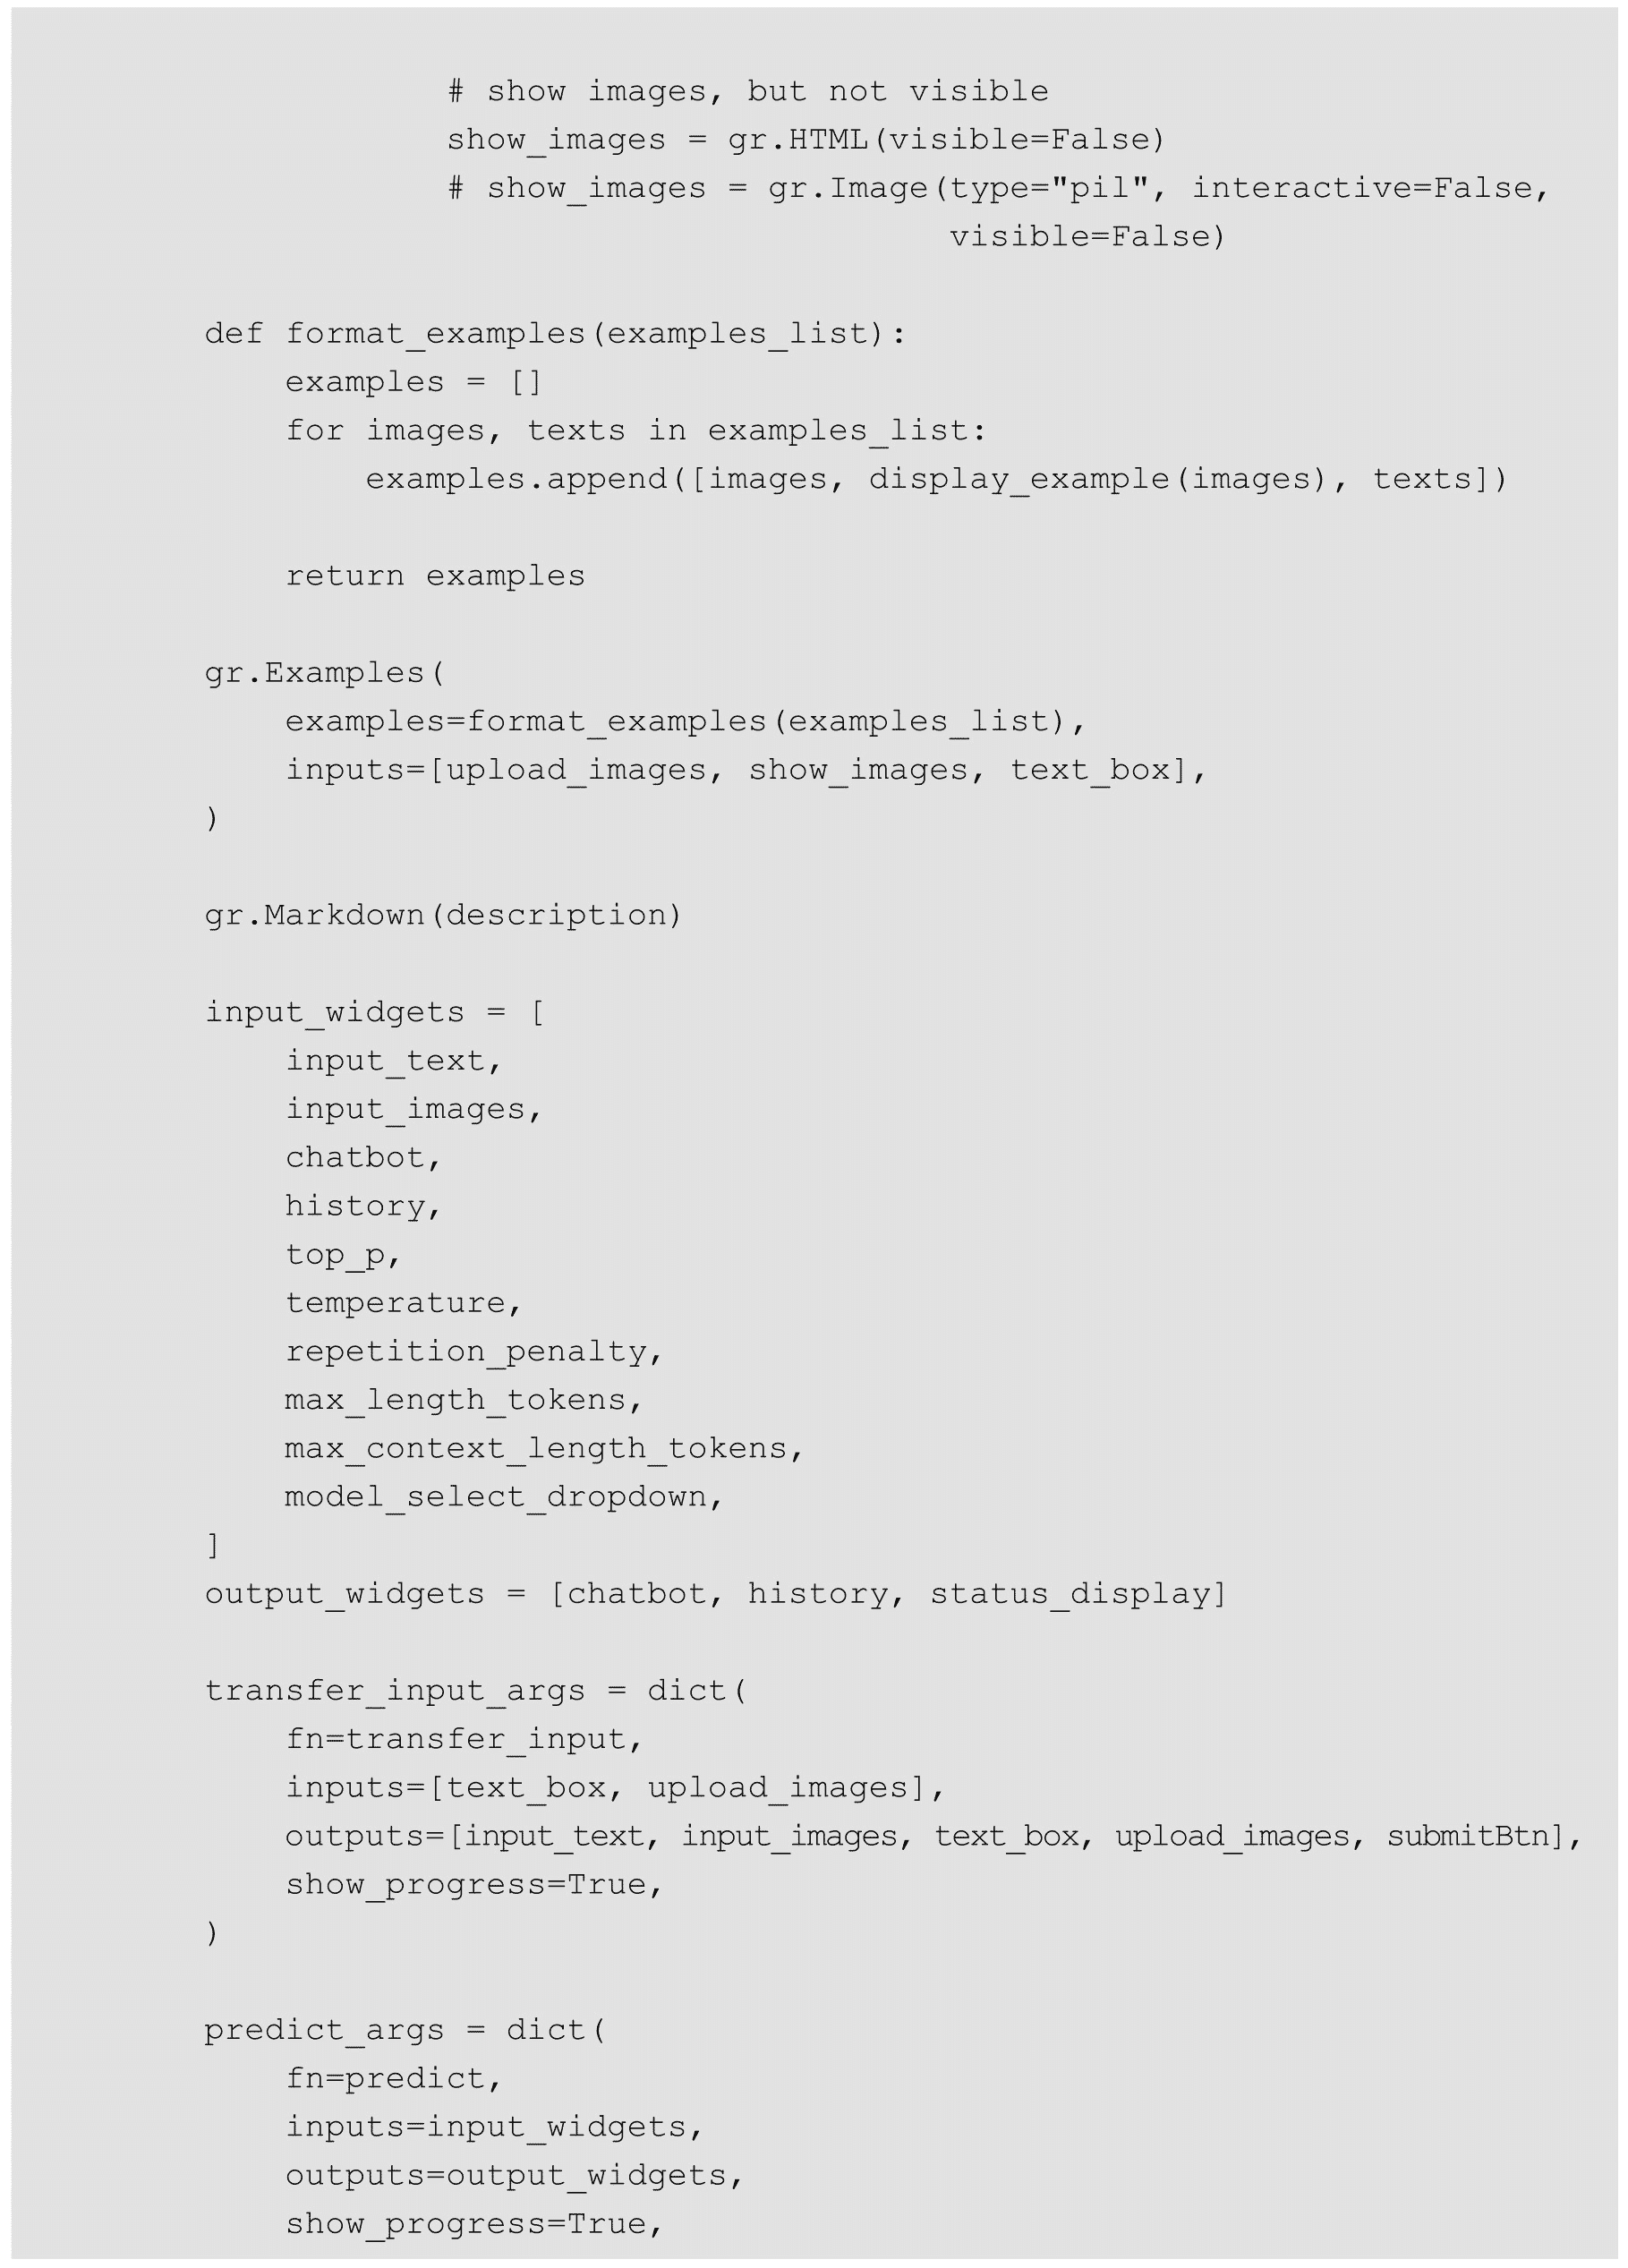 # show images, but not visible
                show_images = gr.HTML(visible=False)
                # show_images = gr.Image(type="pil", interactive=False,
                                         visible=False)

    def format_examples(examples_list):
        examples = []
        for images, texts in examples_list:
            examples.append([images, display_example(images), texts])

        return examples

    gr.Examples(
        examples=format_examples(examples_list),
        inputs=[upload_images, show_images, text_box],
    )

    gr.Markdown(description)

    input_widgets = [
        input_text,
        input_images,
        chatbot,
        history,
        top_p,
        temperature,
        repetition_penalty,
        max_length_tokens,
        max_context_length_tokens,
        model_select_dropdown,
    ]
    output_widgets = [chatbot, history, status_display]

    transfer_input_args = dict(
        fn=transfer_input,
        inputs=[text_box, upload_images],
        outputs=[input_text, input_images, text_box, upload_images, submitBtn],
        show_progress=True,
    )

    predict_args = dict(
        fn=predict,
        inputs=input_widgets,
        outputs=output_widgets,
        show_progress=True,